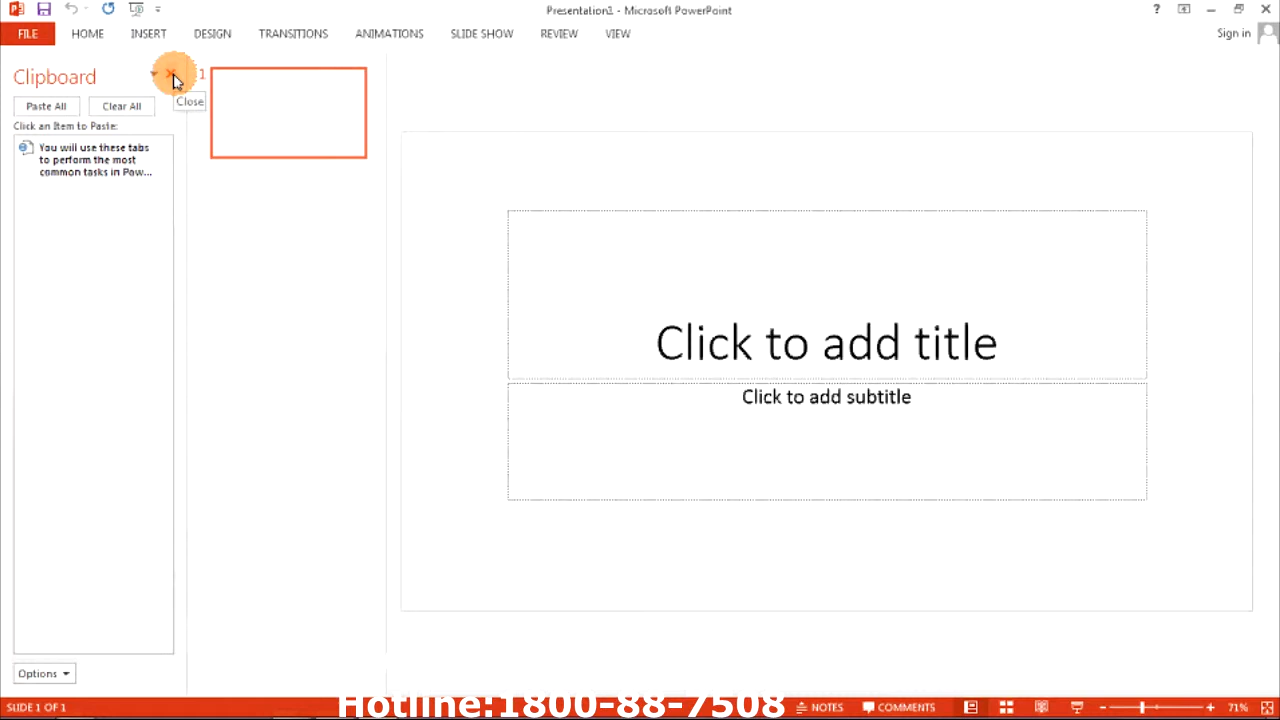 Presentation1 - Microsoft PowerPoint
?
FILE HOME INSERT DESIGN TRANSITIONS ANIMATIONS SLIDE SHOW REVIEW VIEW Sign in
Clipboard
1
Close
Paste All Clear All
Click an Item to Paste:
You will use these tabs
to perform the most
common tasks in Pow...
Click to add title
Click to add subtitle
Options
SLIDE 1 OF 1
Hotline:1800-88-7508
NOTES COMMENTS 71%